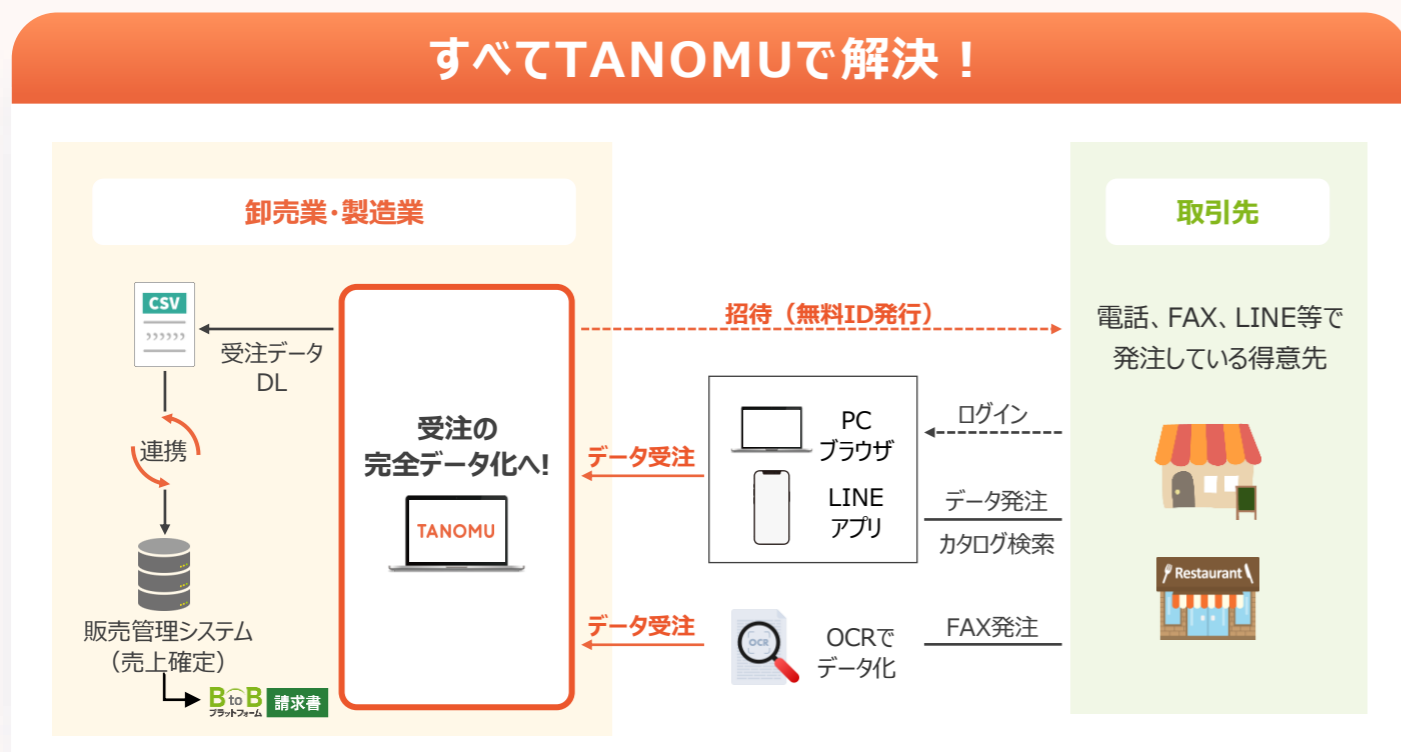 すべてTANOMUで解決！
卸売業・製造業
取引先
CSV
受注データ
DL
連携
販売管理システム
（売上確定）
BtoB
プラットフォーム
請求書
受注の
完全データ化へ!
TANOMU
招待（無料ID発行）
データ受注
PC
ブラウザ
LINE
アプリ
ログイン
データ発注
カタログ検索
データ受注
OCR
OCRで
データ化
FAX発注
電話、FAX、LINE等で
発注している得意先
Restaurant